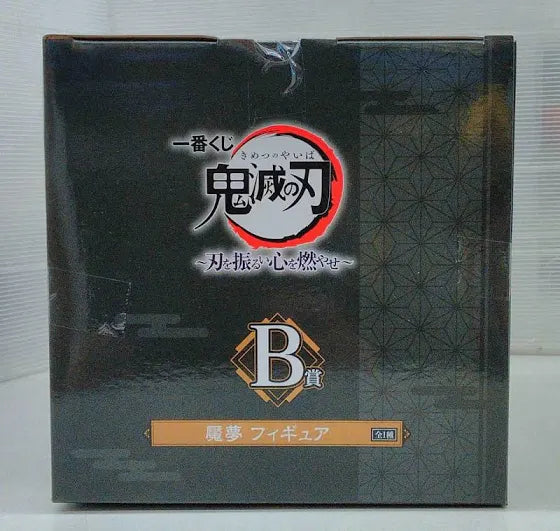 一番くじ
きめつのやいば
鬼滅の刃
～刃を振るい心を燃やせ～
B賞
魘夢 フィギュア 全1種